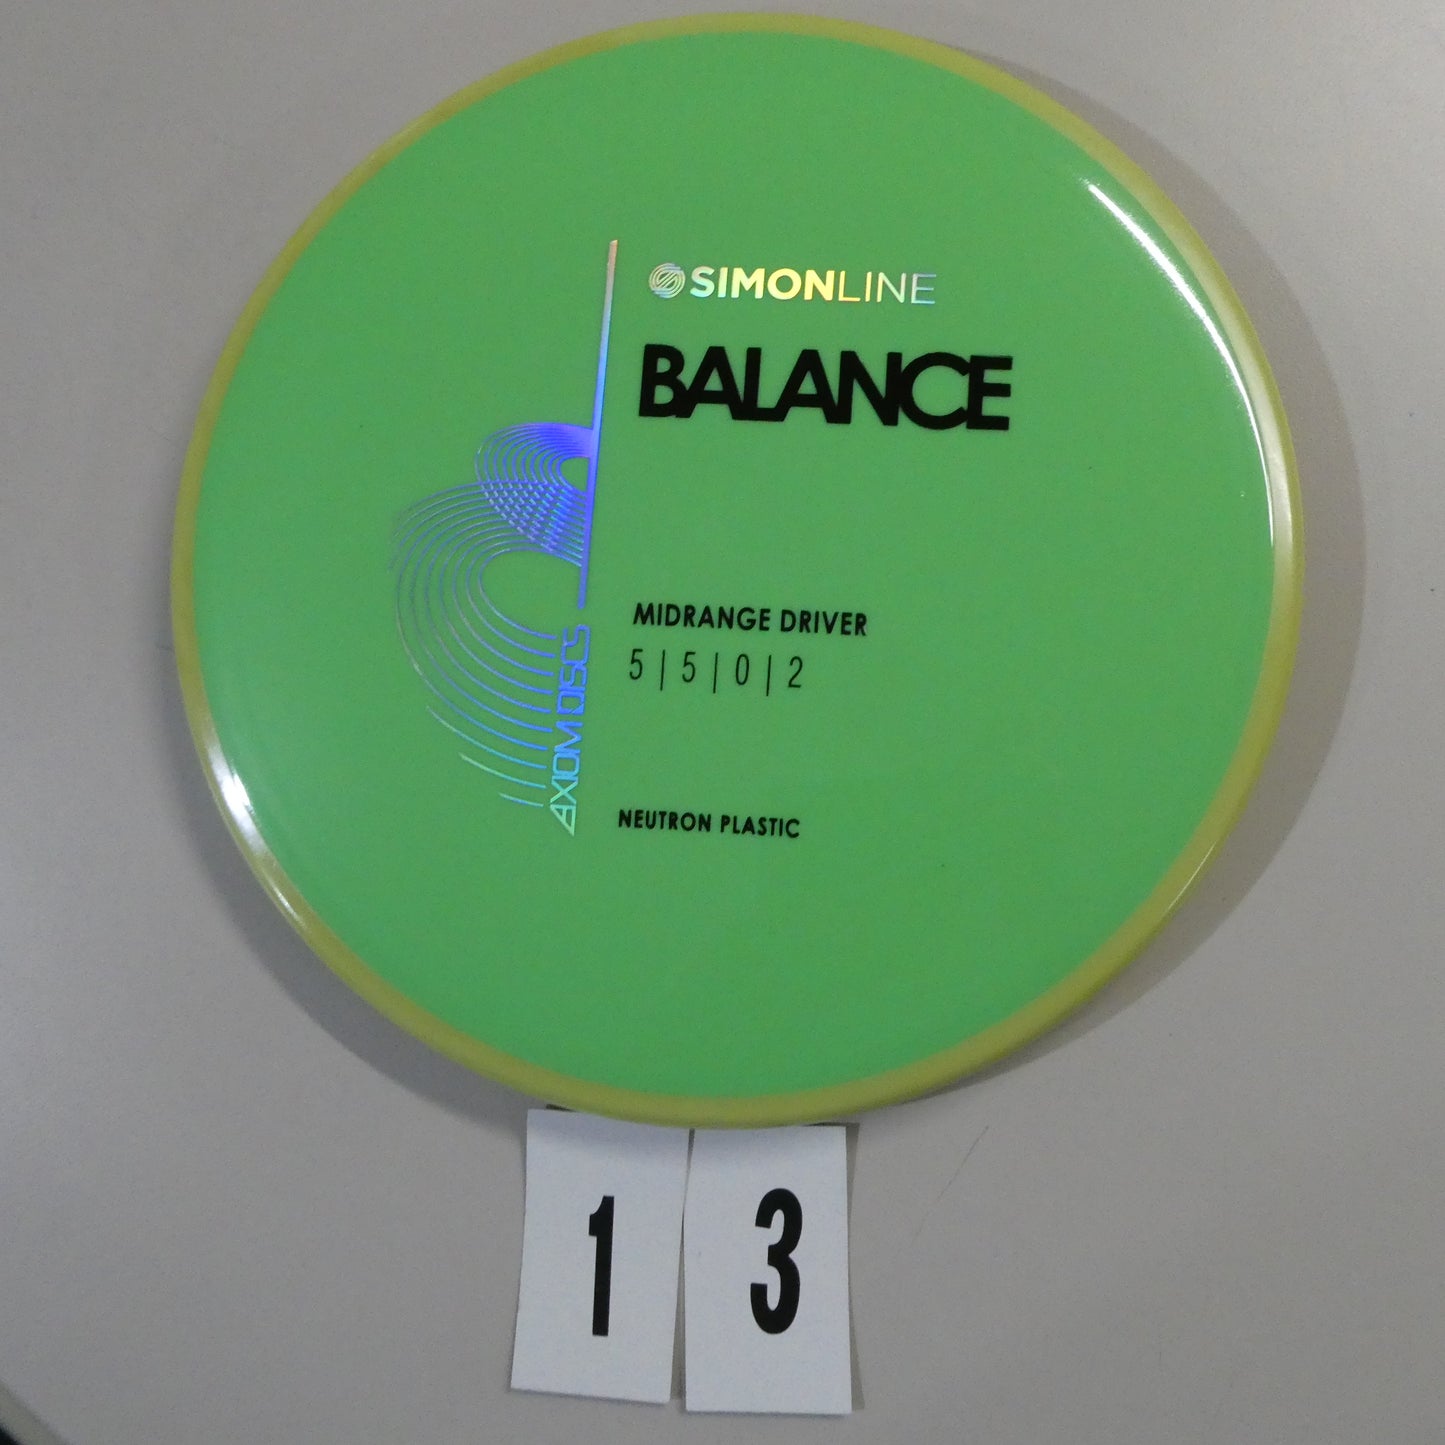 SIMONLINE
BALANCE
MIDRANGE DRIVER
5 | 5 | 0 | 2
AXIOM DISCS
NEUTRON PLASTIC
1 3